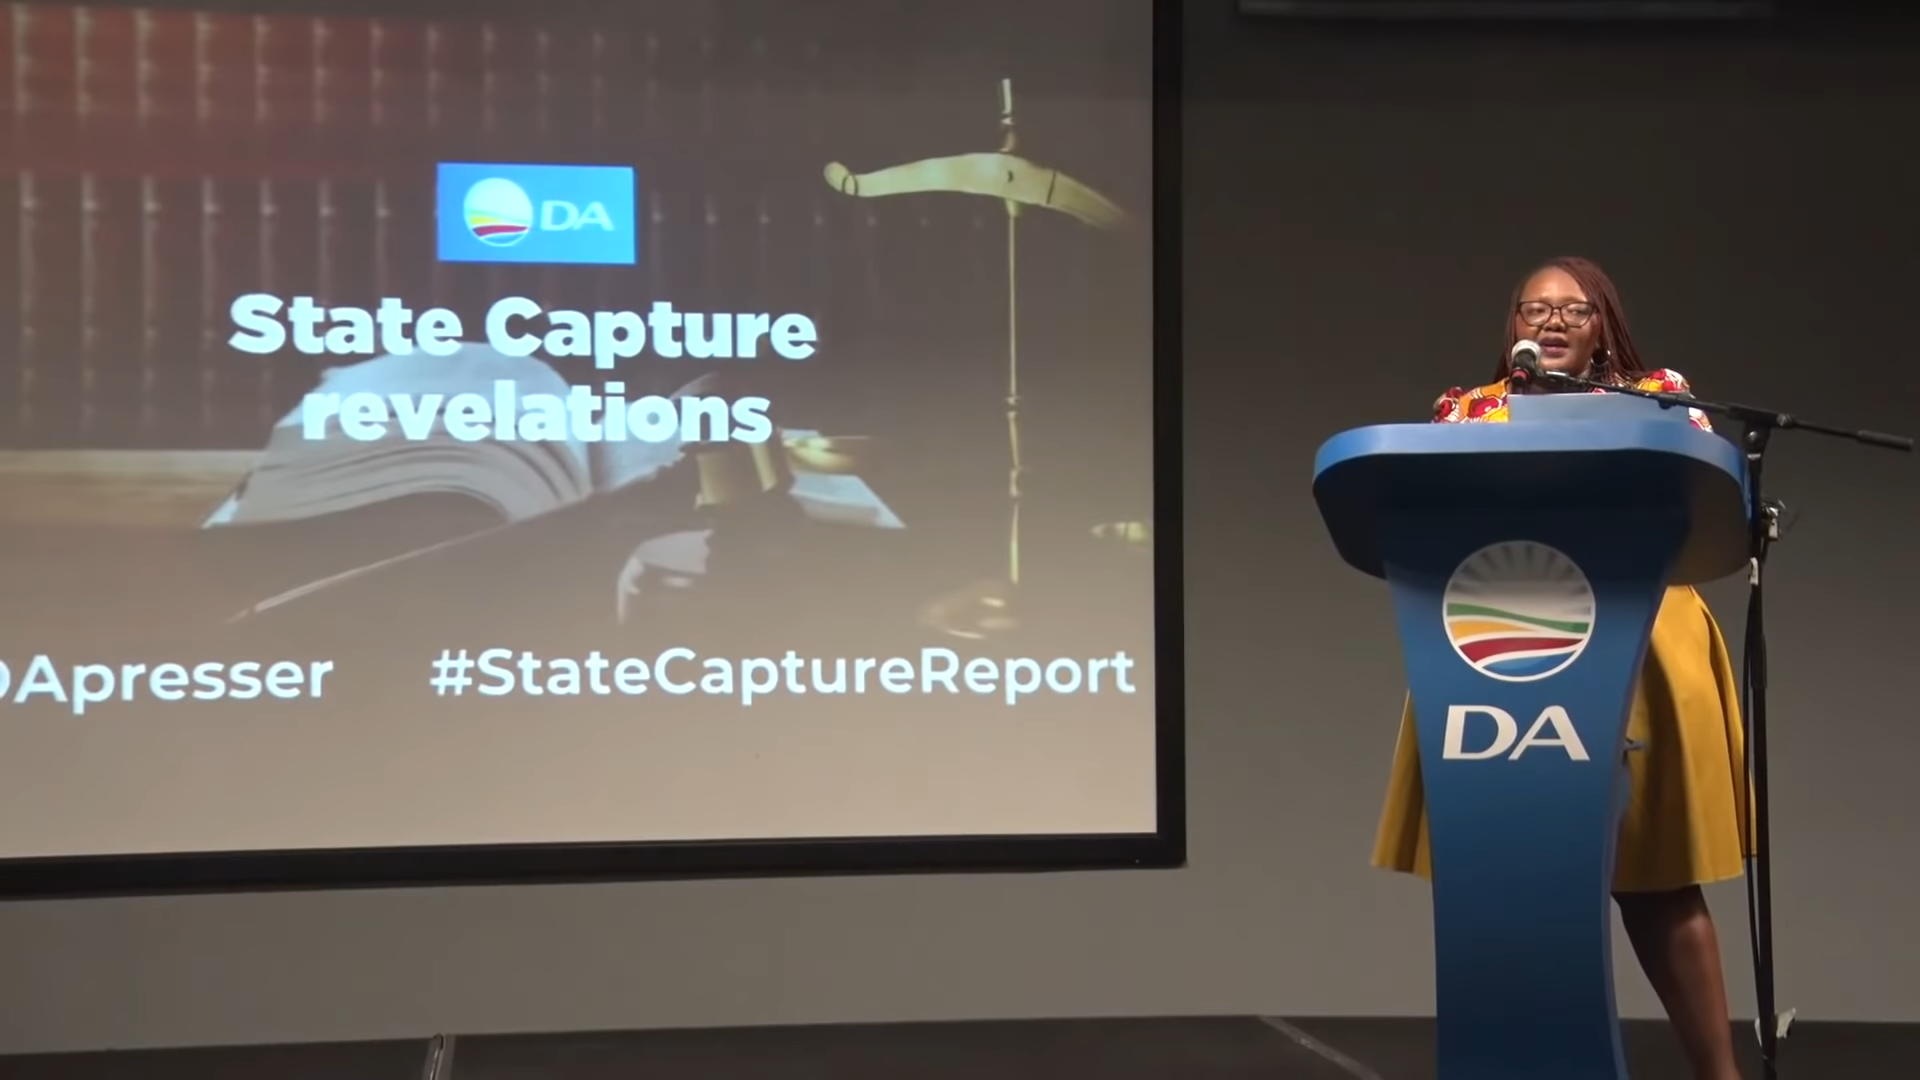 DA
State Capture
revelations
DApresser #StateCaptureReport
DA